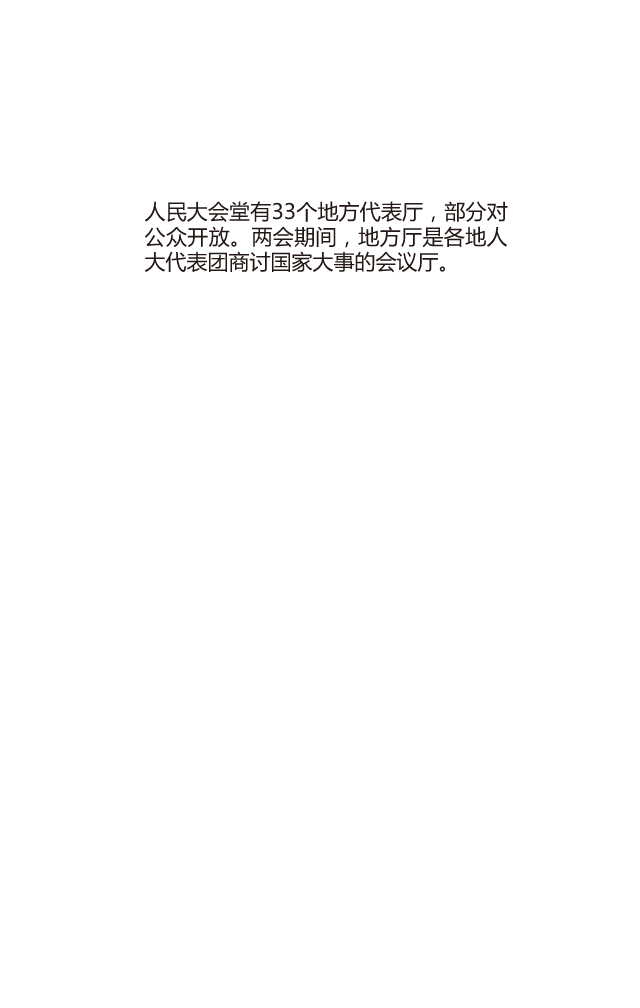 人民大会堂有33个地方代表厅，部分对
公众开放。两会期间，地方厅是各地人
大代表团商讨国家大事的会议厅。